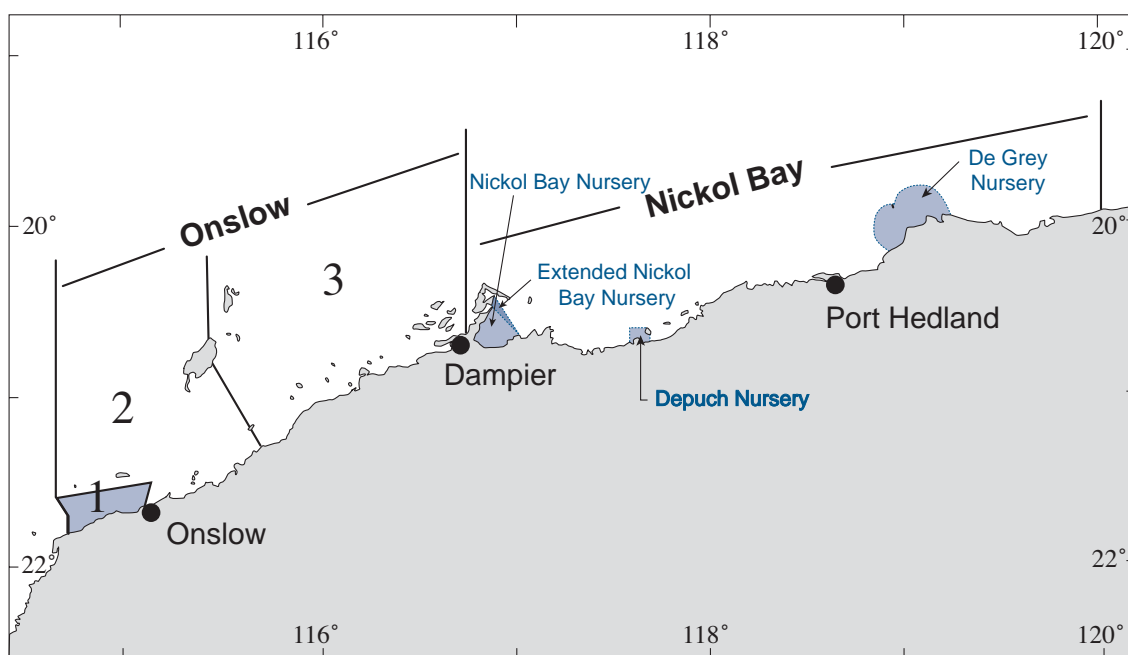 116°
118°
120°
Onslow
Nickol Bay
De Grey
Nursery
Nickol Bay Nursery
20°
20°
3
Extended Nickol
Bay Nursery
Port Hedland
Dampier
2
Depuch Nursery
1
Onslow
22°
22°
116°
118°
120°